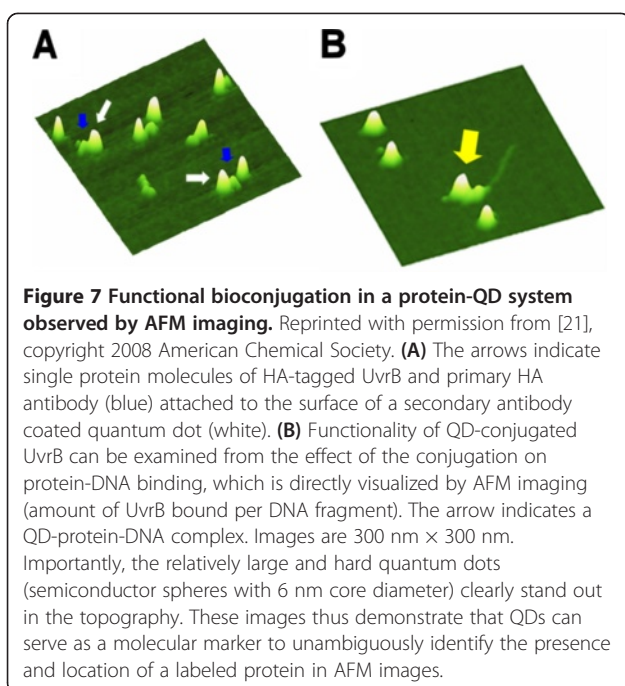 A B
Figure 7 Functional bioconjugation in a protein-QD system
observed by AFM imaging. Reprinted with permission from [21],
copyright 2008 American Chemical Society. (A) The arrows indicate
single protein molecules of HA-tagged UvrB and primary HA
antibody (blue) attached to the surface of a secondary antibody
coated quantum dot (white). (B) Functionality of QD-conjugated
UvrB can be examined from the effect of the conjugation on
protein-DNA binding, which is directly visualized by AFM imaging
(amount of UvrB bound per DNA fragment). The arrow indicates a
QD-protein-DNA complex. Images are 300 nm × 300 nm.
Importantly, the relatively large and hard quantum dots
(semiconductor spheres with 6 nm core diameter) clearly stand out
in the topography. These images thus demonstrate that QDs can
serve as a molecular marker to unambiguously identify the presence
and location of a labeled protein in AFM images.